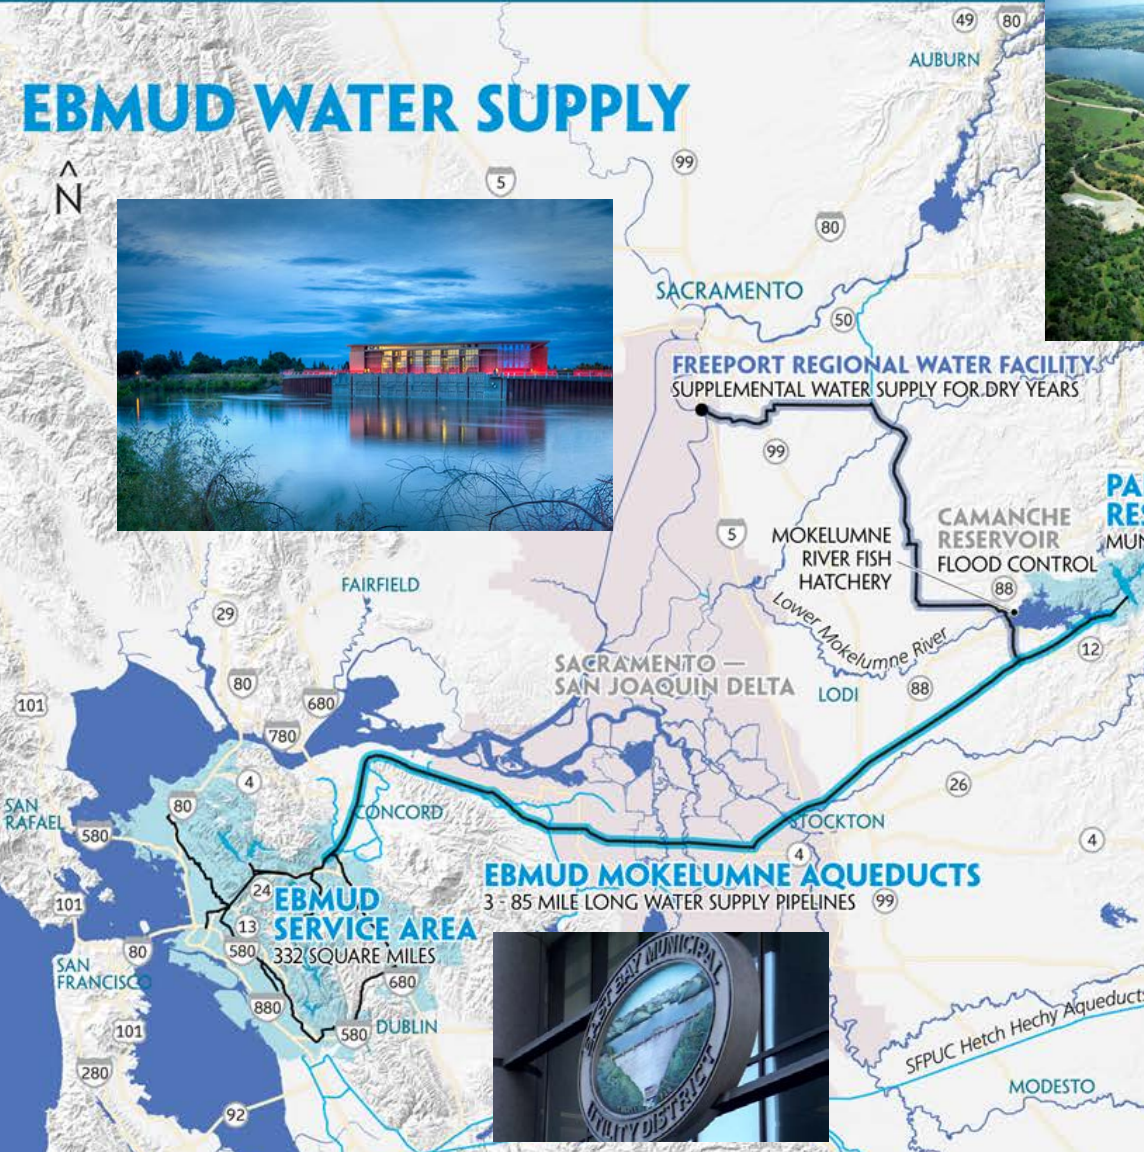 49
80
AUBURN
EBMUD WATER SUPPLY
N
99
5
80
SACRAMENTO
50
FREEPORT REGIONAL WATER FACILITY
SUPPLEMENTAL WATER SUPPLY FOR DRY YEARS
99
PA
RES
MUN
5
CAMANCHE
RESERVOIR
FLOOD CONTROL
MOKELUMNE
RIVER FISH
HATCHERY
88
FAIRFIELD
29
Lower Mokelumne River
12
SACRAMENTO —
SAN JOAQUIN DELTA
LODI
88
80
101
680
780
4
26
80
SAN
RAFAEL
580
CONCORD
STOCKTON
4
4
EBMUD MOKELUMNE AQUEDUCTS
3 - 85 MILE LONG WATER SUPPLY PIPELINES
99
24
EBMUD
SERVICE AREA
332 SQUARE MILES
101
13
80
580
SAN
FRANCISCO
680
880
EAST BAY MUNICIPAL
UTILITY DISTRICT
101
580
DUBLIN
SFPUC Hetch Hechy Aqueducts
280
MODESTO
92